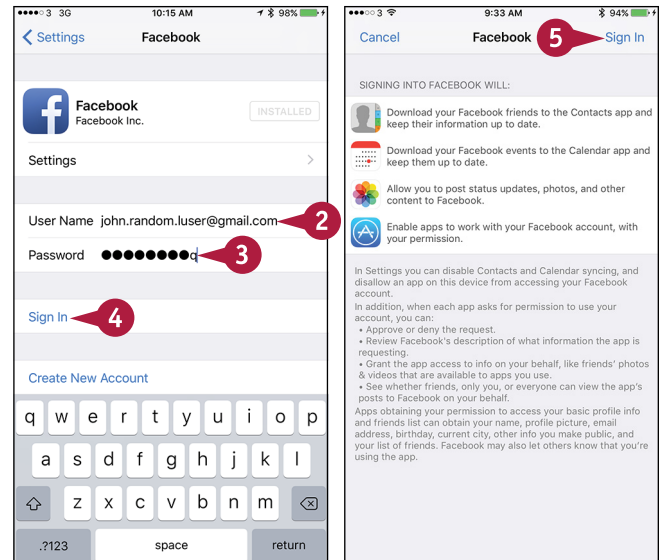 3 3G 10:15 AM 98%
Settings Facebook
Facebook
Facebook Inc.
INSTALLED
Settings
User Name john.random.luser@gmail.com
2
Password ●●●●●●●●q
3
Sign In
4
Create New Account
q w e r t y u i o p
a s d f g h j k l
z x c v b n m
.?123 space return
3 9:33 AM 94%
Cancel Facebook 5 Sign In
SIGNING INTO FACEBOOK WILL:
Download your Facebook friends to the Contacts app and
keep their information up to date.
Download your Facebook events to the Calendar app and
keep them up to date.
Allow you to post status updates, photos, and other
content to Facebook.
Enable apps to work with your Facebook account, with
your permission.
In Settings you can disable Contacts and Calendar syncing, and
disallow an app on this device from accessing your Facebook
account.
In addition, when each app asks for permission to use your
account, you can:
• Approve or deny the request.
• Review Facebook's description of what information the app is
requesting.
• Grant the app access to info on your behalf, like friends' photos
& videos that are available to apps you use.
• See whether friends, only you, or everyone can view the app's
posts to Facebook on your behalf.
Apps obtaining your permission to access your basic profile info
and friends list can obtain your name, profile picture, email
address, birthday, current city, other info you make public, and
your list of friends. Facebook may also let others know that you're
using the app.